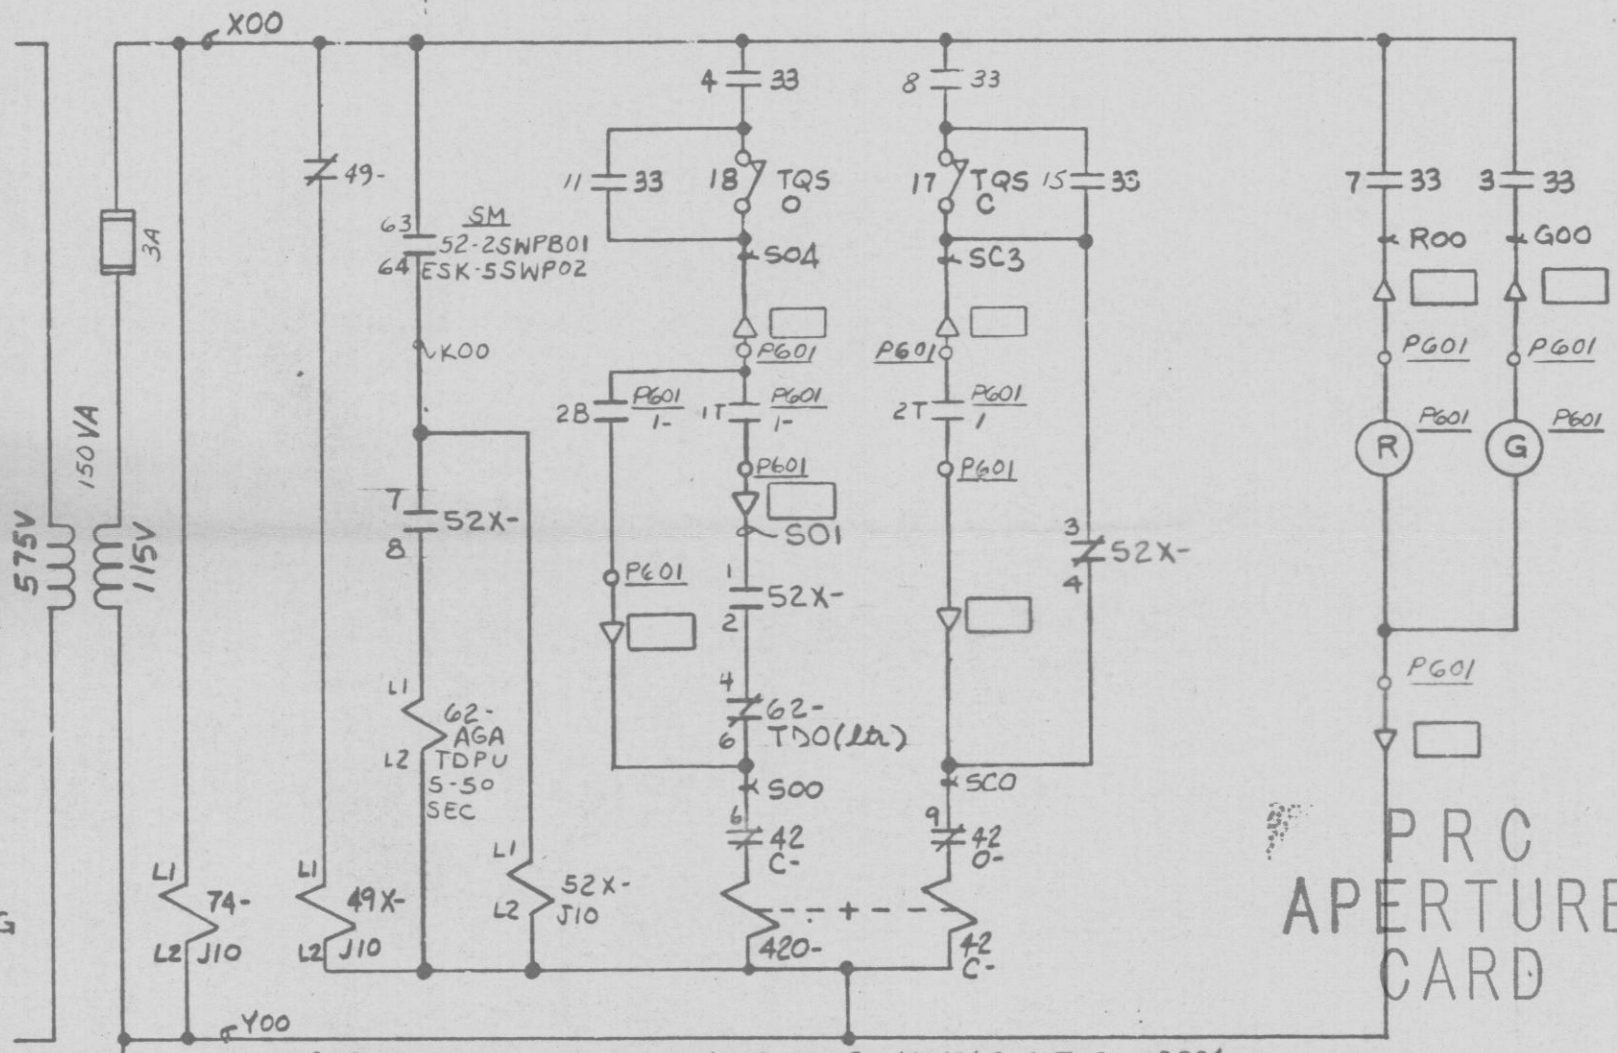 X00
575V
115V
150VA
3A
49-
63
64
SM
52-2SWPB01
ESK-5SWP02
K00
7
8
52X-
L1
L2
62-
AGA
TDPU
5-50
SEC
L1
L2
74-
J10
L1
L2
49X-
J10
L1
L2
52X-
J10
4 33
11 33
18 TQS
O
S04
P601
2B P601
1-
1T P601
1-
P601
P601
S01
1
2
52X-
4
6
62-
TDO(ltr)
S00
6
42
C-
42O-
8 33
17 TQS
C
15 33
SC3
P601
2T P601
1
P601
3
4
52X-
SC0
9
42
O-
+
42
C-
7 33
R00
P601
R P601
3 33
G00
P601
G P601
P601
G
Y00
PRC
APERTURE
CARD